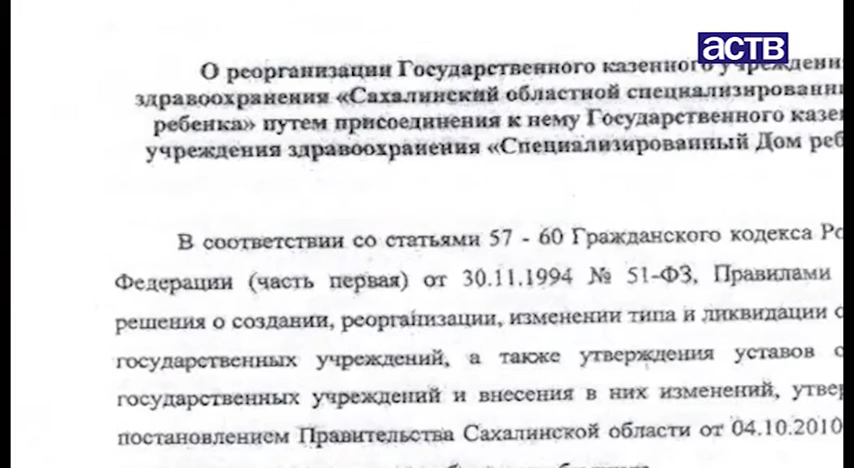 аств
О реорганизации Государственного казенного учреждени
здравоохранения «Сахалинский областной специализированн
ребенка» путем присоединения к нему Государственного казе
учреждения здравоохранения «Специализированный Дом реб
В соответствии со статьями 57 - 60 Гражданского кодекса Ро
Федерации (часть первая) от 30.11.1994 № 51-ФЗ, Правилами
решения о создании, реорганизации, изменении типа и ликвидации о
государственных учреждений, а также утверждения уставов о
государственных учреждений и внесения в них изменений, утвер
постановлением Правительства Сахалинской области от 04.10.2010